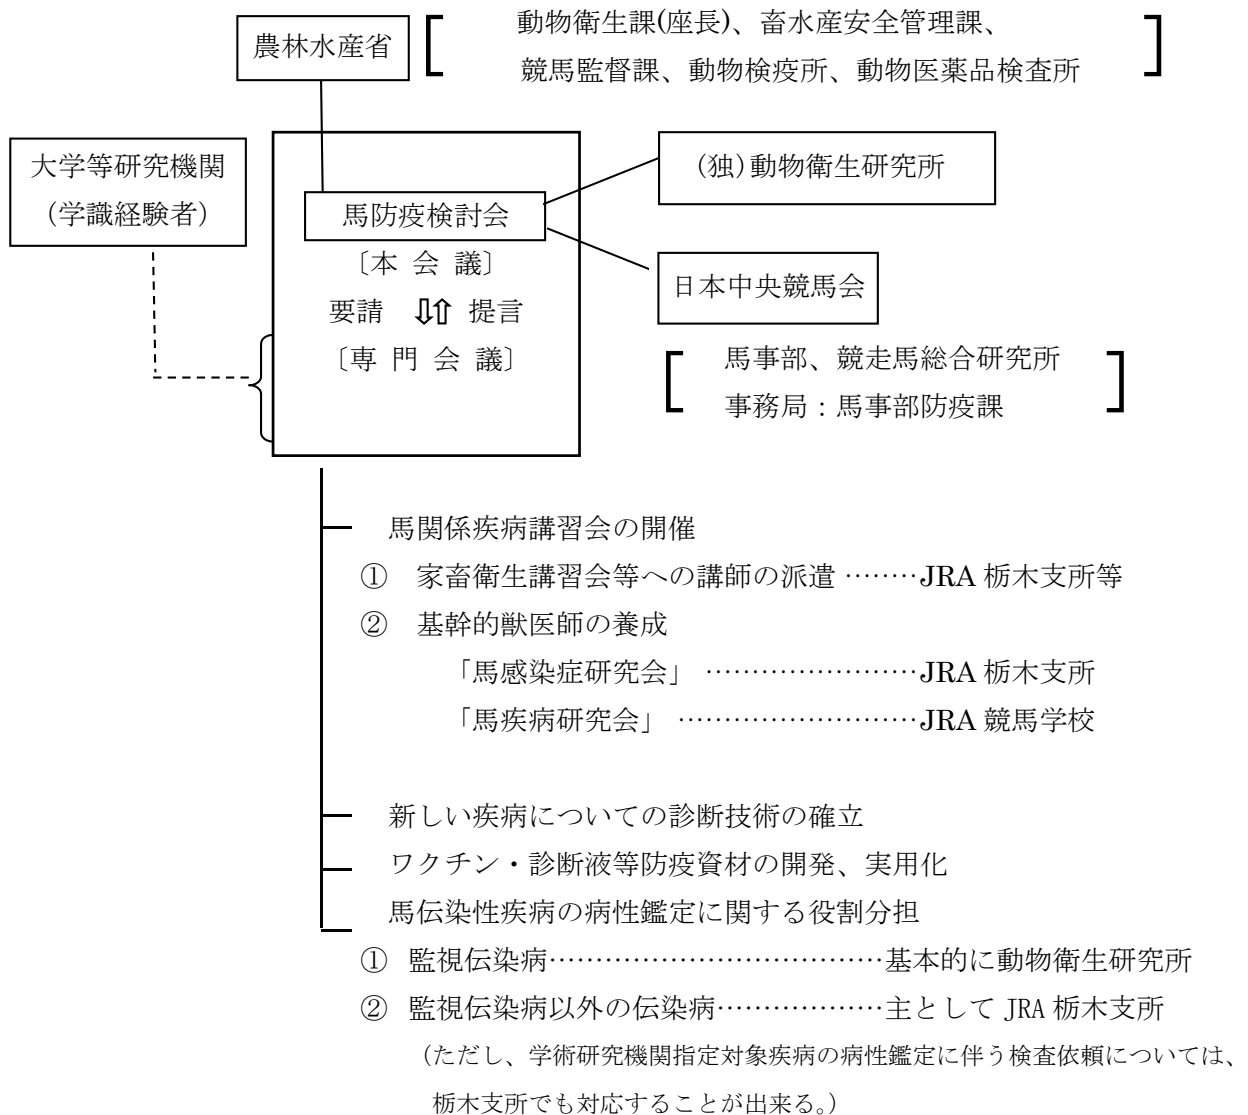 農林水産省
動物衛生課(座長)、畜水産安全管理課、
競馬監督課、動物検疫所、動物医薬品検査所
大学等研究機関
（学識経験者）
馬防疫検討会
〔本 会 議〕
要請 ⇩⇧ 提言
〔専 門 会 議〕
(独)動物衛生研究所
日本中央競馬会
馬事部、競走馬総合研究所
事務局：馬事部防疫課
馬関係疾病講習会の開催
① 家畜衛生講習会等への講師の派遣 ………JRA 栃木支所等
② 基幹的獣医師の養成
「馬感染症研究会」 ………………………JRA 栃木支所
「馬疾病研究会」 …………………………JRA 競馬学校
新しい疾病についての診断技術の確立
ワクチン・診断液等防疫資材の開発、実用化
馬伝染性疾病の病性鑑定に関する役割分担
① 監視伝染病………………………………基本的に動物衛生研究所
② 監視伝染病以外の伝染病………………主として JRA 栃木支所
（ただし、学術研究機関指定対象疾病の病性鑑定に伴う検査依頼については、
栃木支所でも対応することが出来る。）